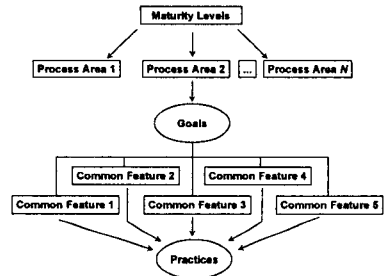 Maturity Levels
Process Area 1 Process Area 2 ... Process Area N
Goals
Common Feature 2 Common Feature 4
Common Feature 1 Common Feature 3 Common Feature 5
Practices